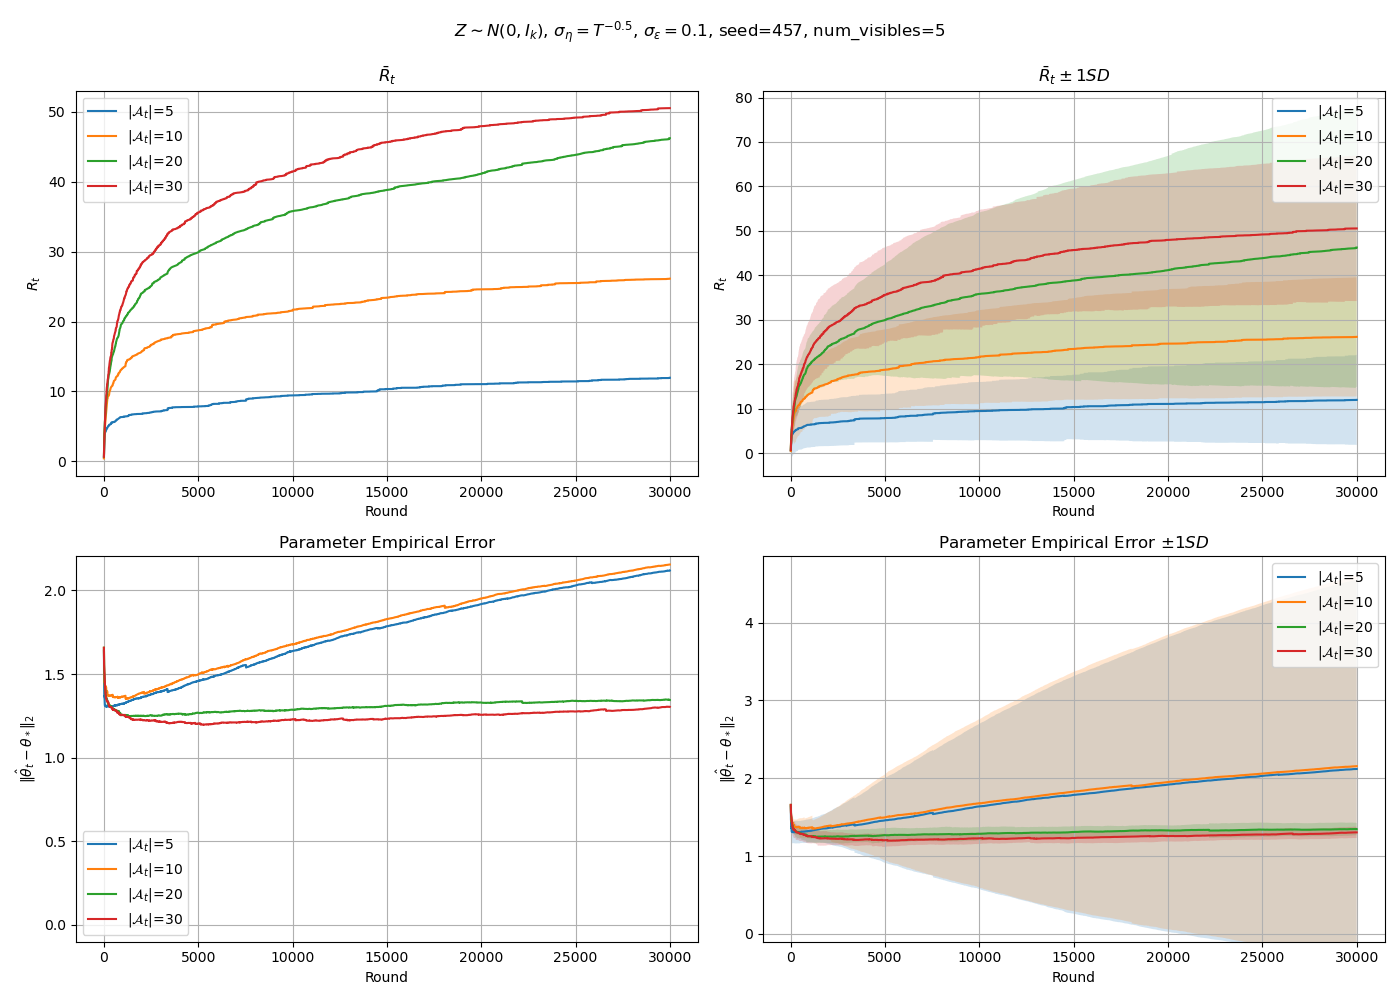 Z ∼ N(0, I_k), σ_η = T^{−0.5}, σ_ε = 0.1, seed=457, num_visibles=5
R̄_t
R_t
50
40
30
20
10
0
|𝒜_t|=5
|𝒜_t|=10
|𝒜_t|=20
|𝒜_t|=30
0 5000 10000 15000 20000 25000 30000
Round
R̄_t ± 1SD
R_t
80
70
60
50
40
30
20
10
0
|𝒜_t|=5
|𝒜_t|=10
|𝒜_t|=20
|𝒜_t|=30
0 5000 10000 15000 20000 25000 30000
Round
Parameter Empirical Error
‖θ̂_t − θ_*‖_2
2.0
1.5
1.0
0.5
0.0
|𝒜_t|=5
|𝒜_t|=10
|𝒜_t|=20
|𝒜_t|=30
0 5000 10000 15000 20000 25000 30000
Round
Parameter Empirical Error ±1SD
‖θ̂_t − θ_*‖_2
4
3
2
1
0
|𝒜_t|=5
|𝒜_t|=10
|𝒜_t|=20
|𝒜_t|=30
0 5000 10000 15000 20000 25000 30000
Round